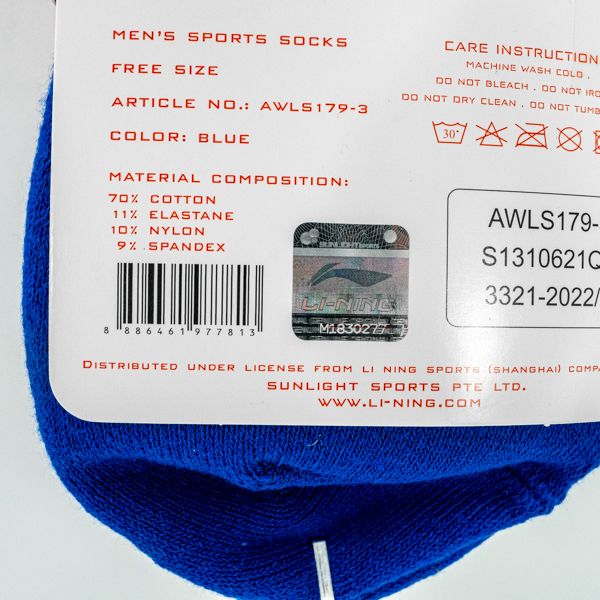 MEN'S SPORTS SOCKS
FREE SIZE
ARTICLE NO.: AWLS179-3
COLOR: BLUE
MATERIAL COMPOSITION:
70% COTTON
11% ELASTANE
10% NYLON
9% SPANDEX
8 886461 977813
CARE INSTRUCTION
MACHINE WASH COLD .
DO NOT BLEACH . DO NOT IRO
DO NOT DRY CLEAN . DO NOT TUMB
30°
AWLS179-
S1310621Q
3321-2022/
LI-NING
M1830277
DISTRIBUTED UNDER LICENSE FROM LI NING SPORTS (SHANGHAI) COMPA
SUNLIGHT SPORTS PTE LTD.
WWW.LI-NING.COM